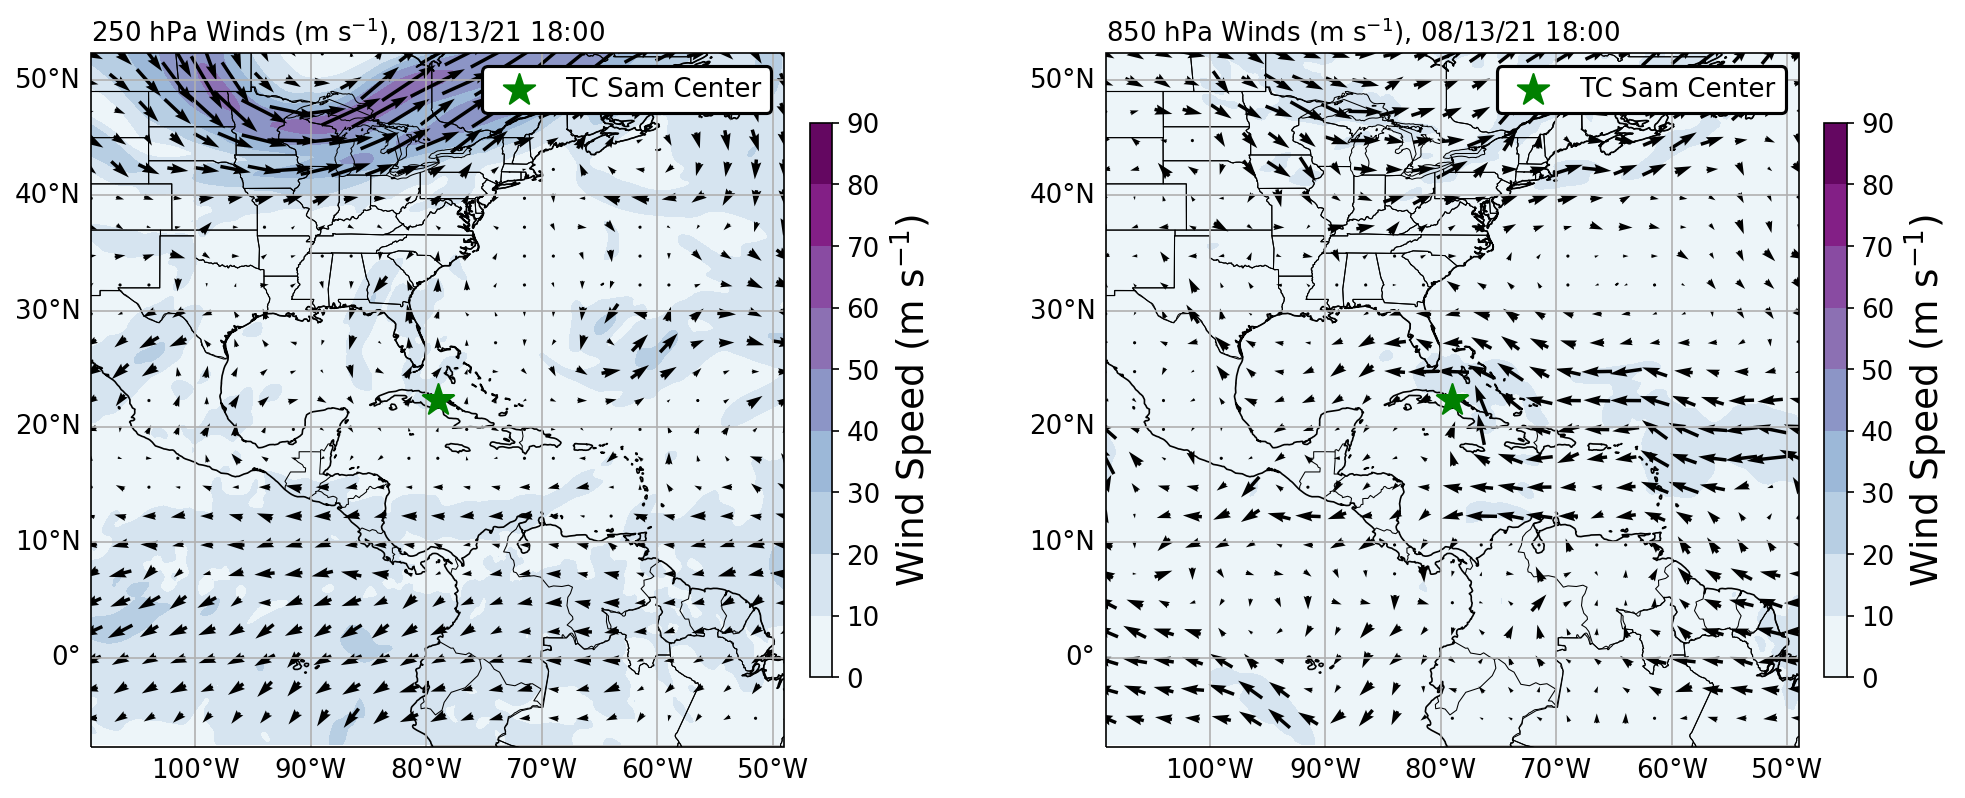 250 hPa Winds (m s⁻¹), 08/13/21 18:00
TC Sam Center
50°N
40°N
30°N
20°N
10°N
0°
100°W 90°W 80°W 70°W 60°W 50°W
90
80
70
60
50
40
30
20
10
0
Wind Speed (m s⁻¹)
850 hPa Winds (m s⁻¹), 08/13/21 18:00
TC Sam Center
50°N
40°N
30°N
20°N
10°N
0°
100°W 90°W 80°W 70°W 60°W 50°W
90
80
70
60
50
40
30
20
10
0
Wind Speed (m s⁻¹)